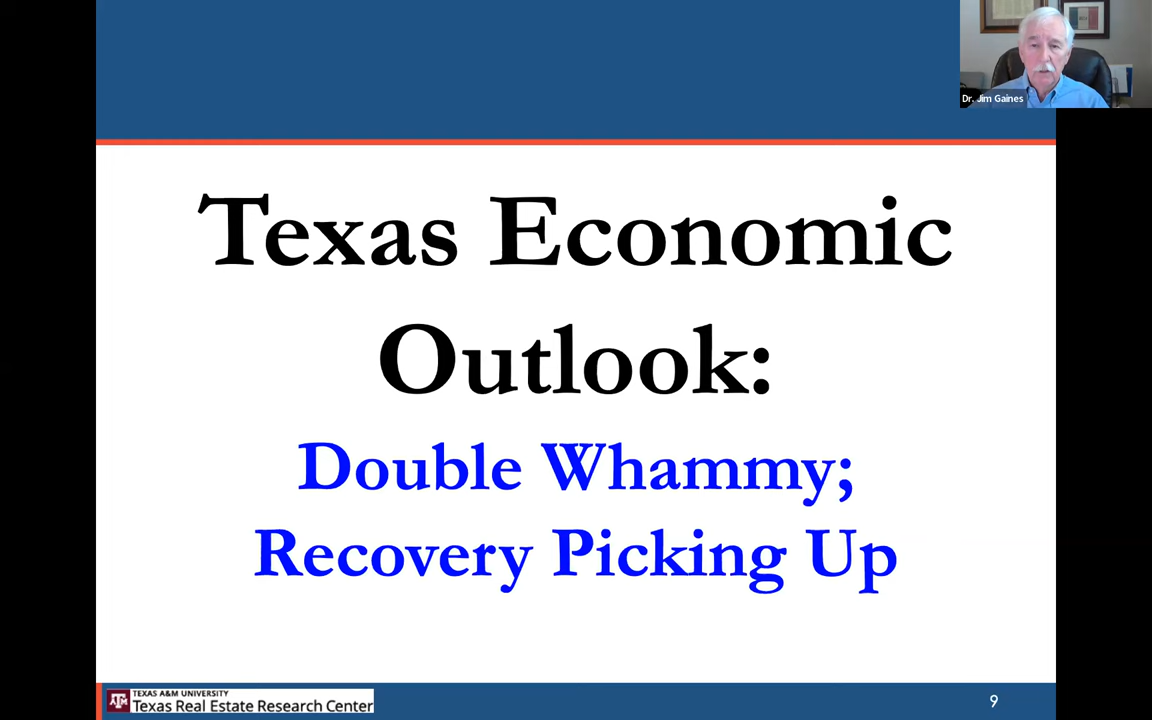 Dr. Jim Gaines
Texas Economic
Outlook:
Double Whammy;
Recovery Picking Up
TEXAS A&M UNIVERSITY
Texas Real Estate Research Center
9